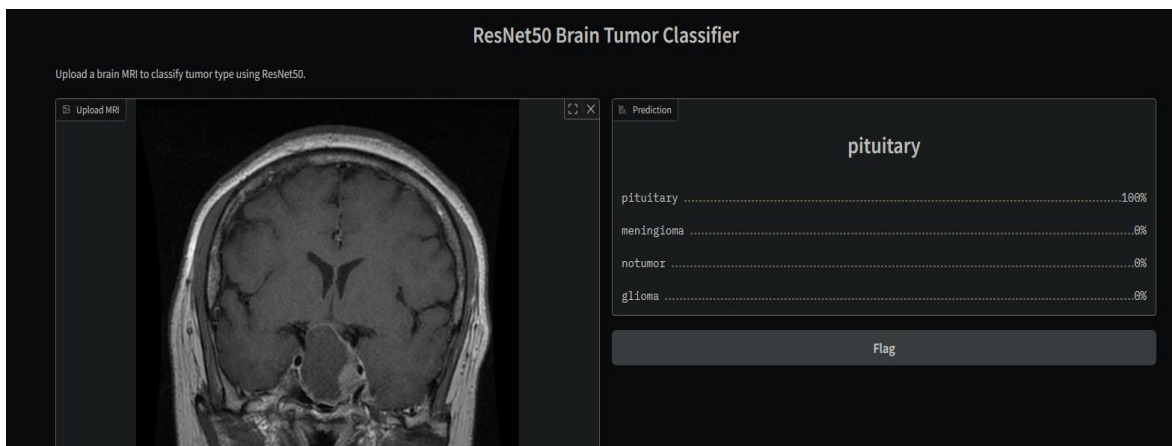 ResNet50 Brain Tumor Classifier
Upload a brain MRI to classify tumor type using ResNet50.
Upload MRI
Prediction
pituitary
pituitary 100%
meningioma 0%
notumor 0%
glioma 0%
Flag